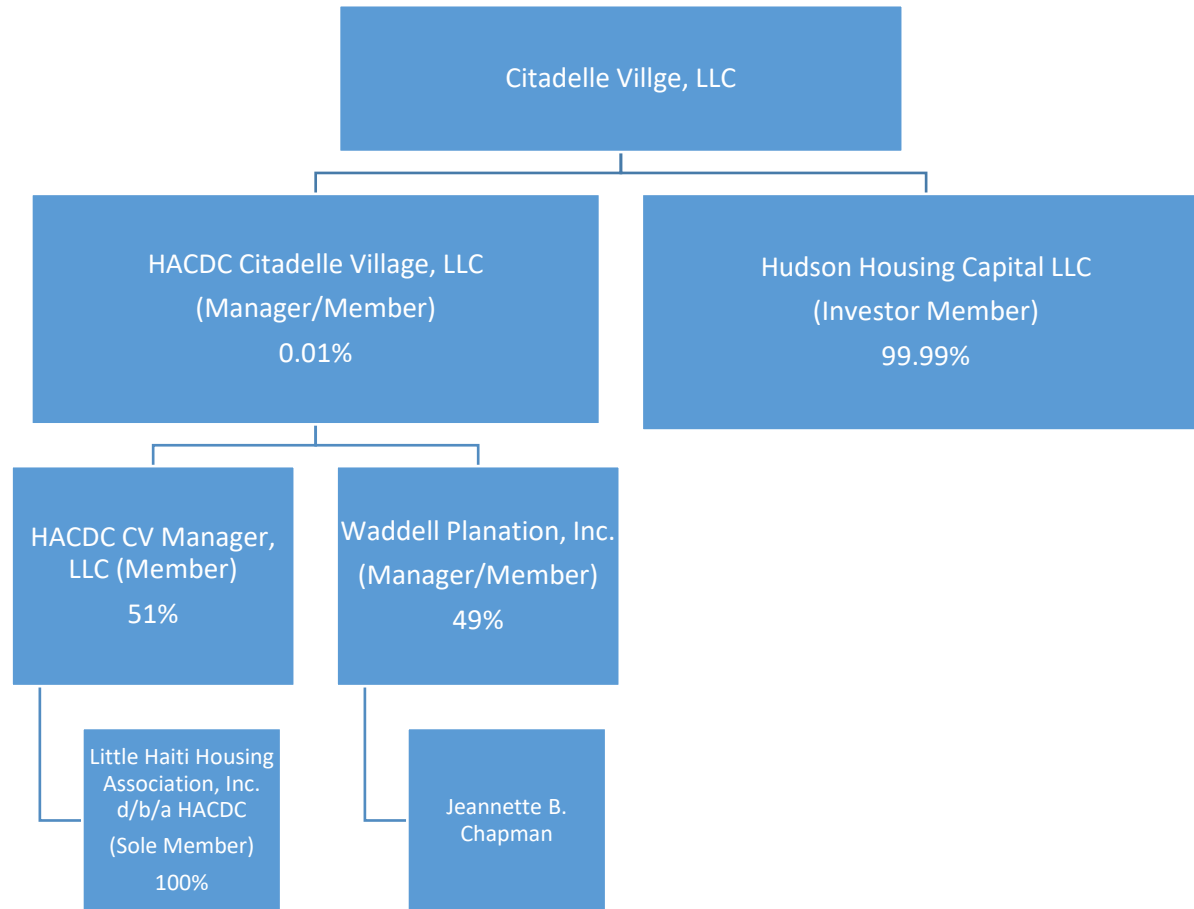 Citadelle Villge, LLC
HACDC Citadelle Village, LLC
(Manager/Member)
0.01%
Hudson Housing Capital LLC
(Investor Member)
99.99%
HACDC CV Manager,
LLC (Member)
51%
Waddell Planation, Inc.
(Manager/Member)
49%
Little Haiti Housing
Association, Inc.
d/b/a HACDC
(Sole Member)
100%
Jeannette B.
Chapman